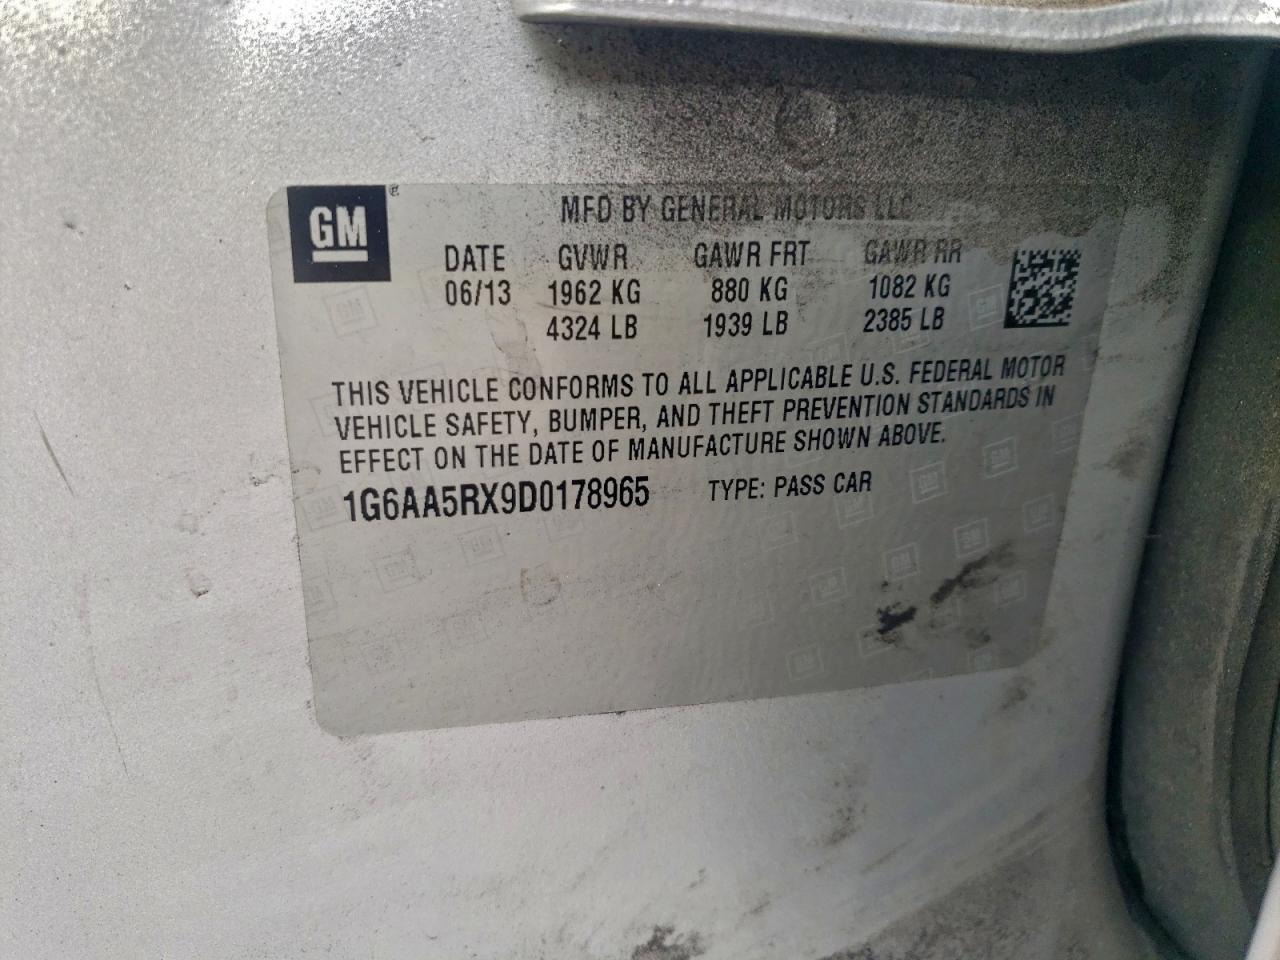 GM ®
MFD BY GENERAL MOTORS LLC
DATE GVWR GAWR FRT GAWR RR
06/13 1962 KG 880 KG 1082 KG
4324 LB 1939 LB 2385 LB
THIS VEHICLE CONFORMS TO ALL APPLICABLE U.S. FEDERAL MOTOR
VEHICLE SAFETY, BUMPER, AND THEFT PREVENTION STANDARDS IN
EFFECT ON THE DATE OF MANUFACTURE SHOWN ABOVE.
1G6AA5RX9D0178965 TYPE: PASS CAR